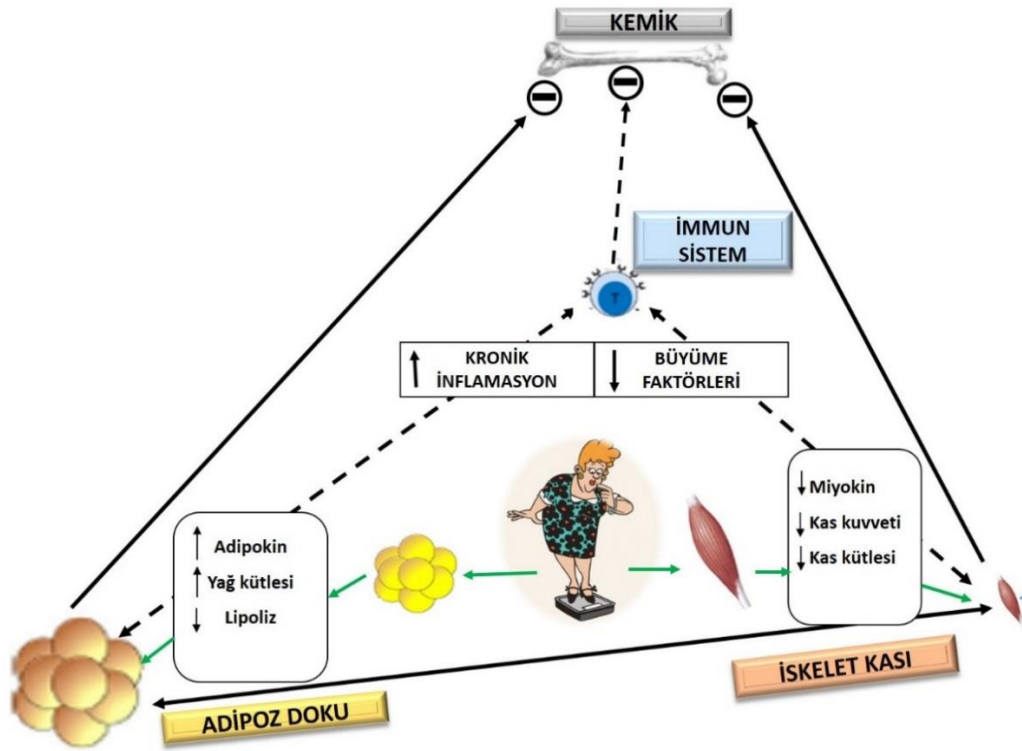 KEMİK
İMMUN
SİSTEM
T
KRONİK
İNFLAMASYON
BÜYÜME
FAKTÖRLERİ
Miyokin
Kas kuvveti
Kas kütlesi
Adipokin
Yağ kütlesi
Lipoliz
İSKELET KASI
ADİPOZ DOKU